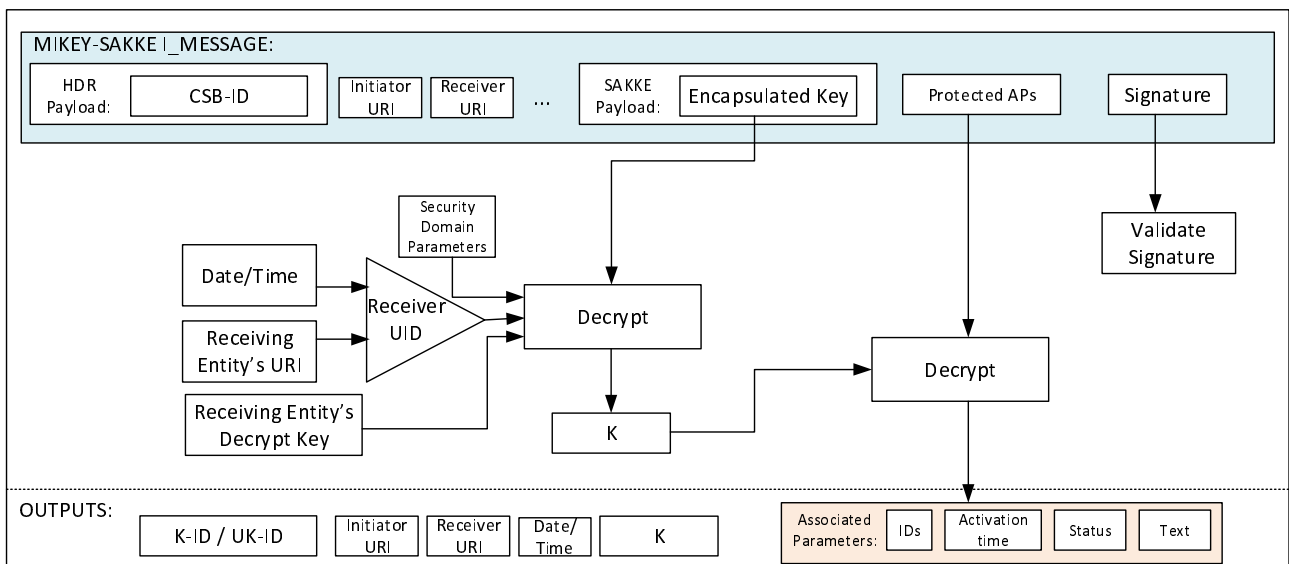 MIKEY-SAKKE I_MESSAGE:
HDR
Payload:
CSB-ID
Initiator
URI
Receiver
URI
...
SAKKE
Payload:
Encapsulated Key
Protected APs
Signature
Security
Domain
Parameters
Validate
Signature
Date/Time
Receiver
UID
Receiving
Entity’s URI
Decrypt
Receiving Entity’s
Decrypt Key
K
Decrypt
OUTPUTS:
K-ID / UK-ID
Initiator
URI
Receiver
URI
Date/
Time
K
Associated
Parameters:
IDs
Activation
time
Status
Text